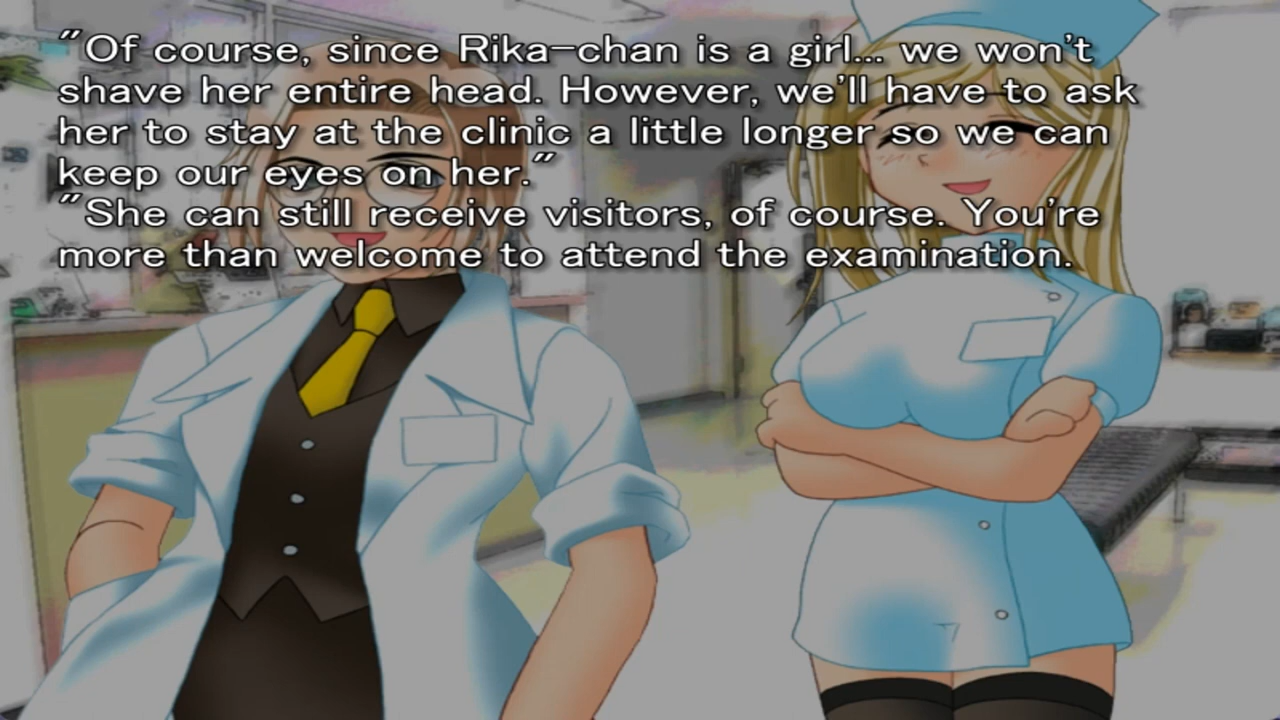 "Of course, since Rika-chan is a girl... we won't
shave her entire head. However, we'll have to ask
her to stay at the clinic a little longer so we can
keep our eyes on her."
"She can still receive visitors, of course. You're
more than welcome to attend the examination.